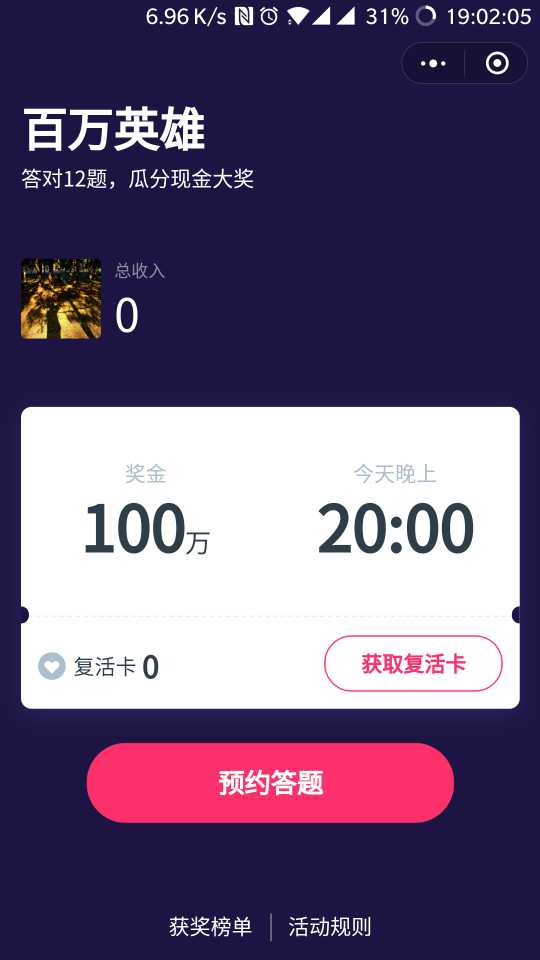 6.96 K/s 31% 19:02:05
百万英雄
答对12题，瓜分现金大奖
总收入
0
奖金 今天晚上
100万 20:00
复活卡 0 获取复活卡
预约答题
获奖榜单 活动规则